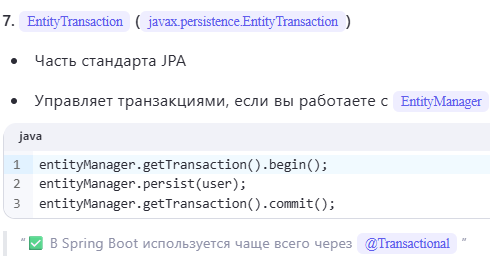 7. EntityTransaction ( javax.persistence.EntityTransaction )
• Часть стандарта JPA
• Управляет транзакциями, если вы работаете с EntityManager
java
1 entityManager.getTransaction().begin();
2 entityManager.persist(user);
3 entityManager.getTransaction().commit();
“ ✅ В Spring Boot используется чаще всего через @Transactional ”